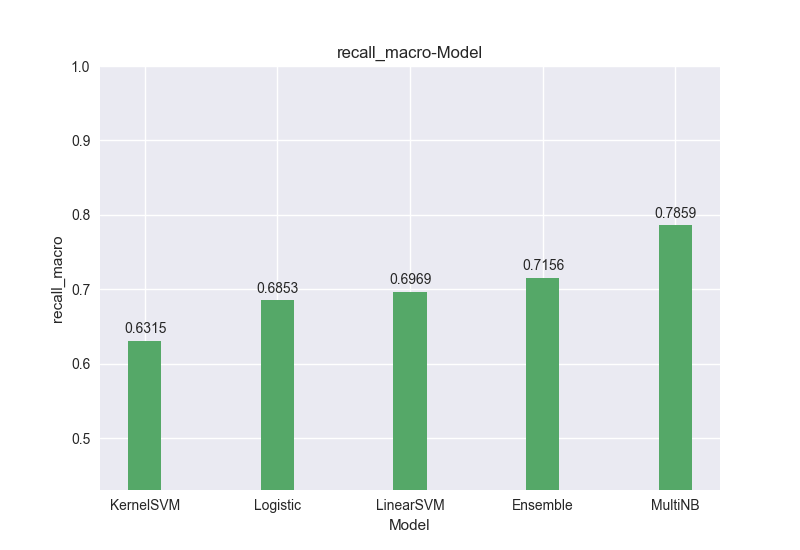 recall_macro-Model
1.0
0.9
0.8
0.7
0.6
0.5
recall_macro
0.6315
0.6853
0.6969
0.7156
0.7859
KernelSVM
Logistic
LinearSVM
Ensemble
MultiNB
Model